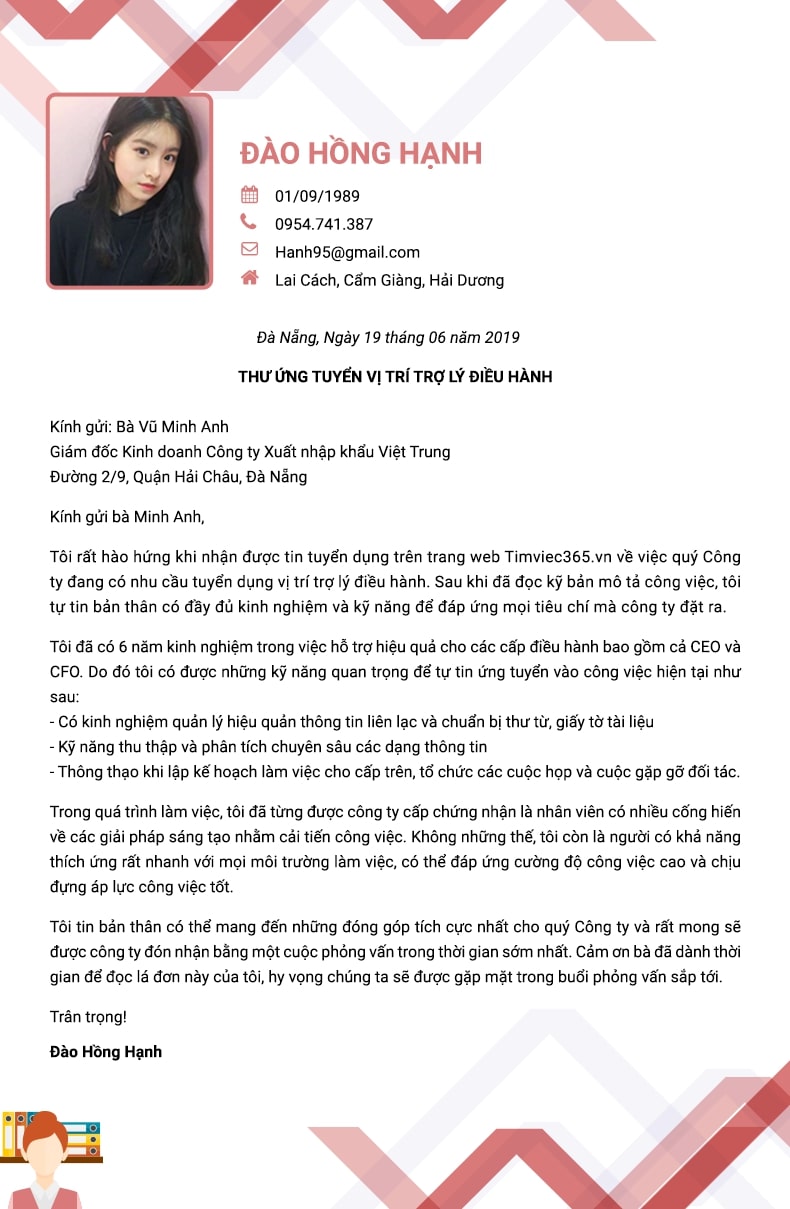 ĐÀO HỒNG HẠNH
01/09/1989
0954.741.387
Hanh95@gmail.com
Lai Cách, Cẩm Giàng, Hải Dương
Đà Nẵng, Ngày 19 tháng 06 năm 2019
THƯ ỨNG TUYỂN VỊ TRÍ TRỢ LÝ ĐIỀU HÀNH
Kính gửi: Bà Vũ Minh Anh
Giám đốc Kinh doanh Công ty Xuất nhập khẩu Việt Trung
Đường 2/9, Quận Hải Châu, Đà Nẵng
Kính gửi bà Minh Anh,
Tôi rất hào hứng khi nhận được tin tuyển dụng trên trang web Timviec365.vn về việc quý Công
ty đang có nhu cầu tuyển dụng vị trí trợ lý điều hành. Sau khi đã đọc kỹ bản mô tả công việc, tôi
tự tin bản thân có đầy đủ kinh nghiệm và kỹ năng để đáp ứng mọi tiêu chí mà công ty đặt ra.
Tôi đã có 6 năm kinh nghiệm trong việc hỗ trợ hiệu quả cho các cấp điều hành bao gồm cả CEO và
CFO. Do đó tôi có được những kỹ năng quan trọng để tự tin ứng tuyển vào công việc hiện tại như
sau:
- Có kinh nghiệm quản lý hiệu quản thông tin liên lạc và chuẩn bị thư từ, giấy tờ tài liệu
- Kỹ năng thu thập và phân tích chuyên sâu các dạng thông tin
- Thông thạo khi lập kế hoạch làm việc cho cấp trên, tổ chức các cuộc họp và cuộc gặp gỡ đối tác.
Trong quá trình làm việc, tôi đã từng được công ty cấp chứng nhận là nhân viên có nhiều cống hiến
về các giải pháp sáng tạo nhằm cải tiến công việc. Không những thế, tôi còn là người có khả năng
thích ứng rất nhanh với mọi môi trường làm việc, có thể đáp ứng cường độ công việc cao và chịu
đựng áp lực công việc tốt.
Tôi tin bản thân có thể mang đến những đóng góp tích cực nhất cho quý Công ty và rất mong sẽ
được công ty đón nhận bằng một cuộc phỏng vấn trong thời gian sớm nhất. Cảm ơn bà đã dành thời
gian để đọc lá đơn này của tôi, hy vọng chúng ta sẽ được gặp mặt trong buổi phỏng vấn sắp tới.
Trân trọng!
Đào Hồng Hạnh